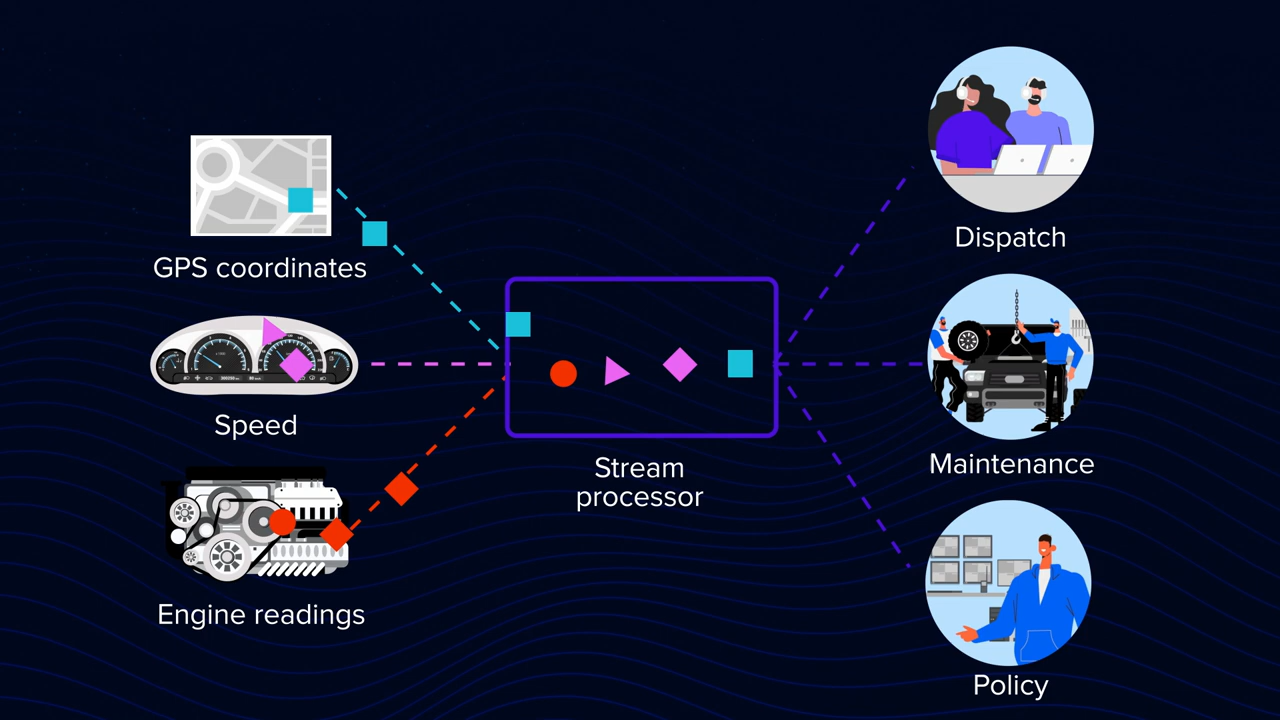 GPS coordinates
Speed
Engine readings
Stream
processor
Dispatch
Maintenance
Policy